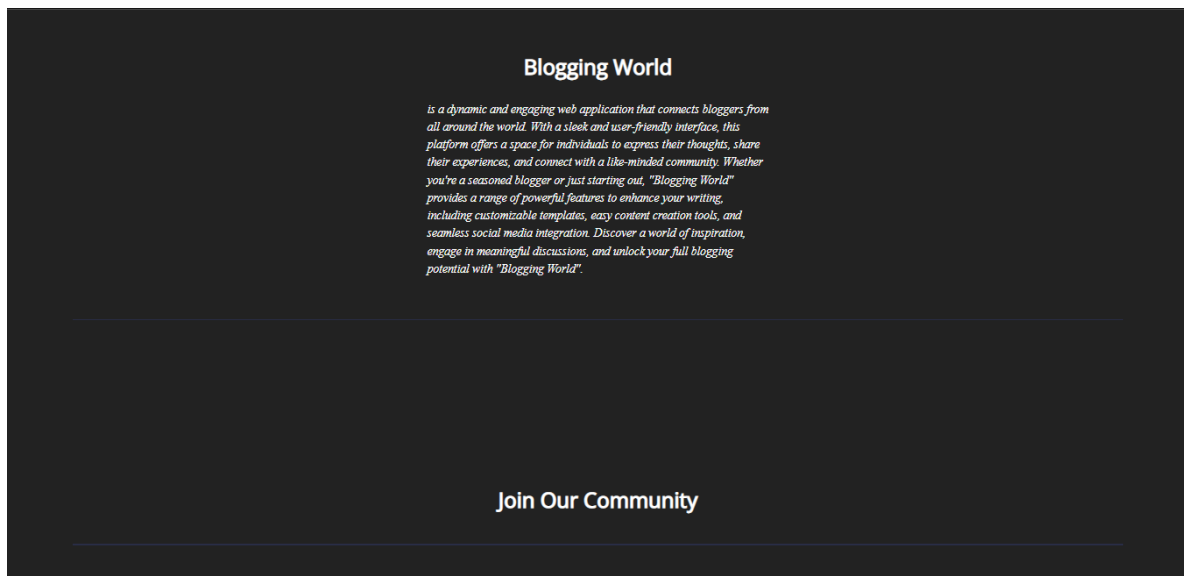 Blogging World
is a dynamic and engaging web application that connects bloggers from
all around the world. With a sleek and user-friendly interface, this
platform offers a space for individuals to express their thoughts, share
their experiences, and connect with a like-minded community. Whether
you're a seasoned blogger or just starting out, "Blogging World"
provides a range of powerful features to enhance your writing,
including customizable templates, easy content creation tools, and
seamless social media integration. Discover a world of inspiration,
engage in meaningful discussions, and unlock your full blogging
potential with "Blogging World".
Join Our Community